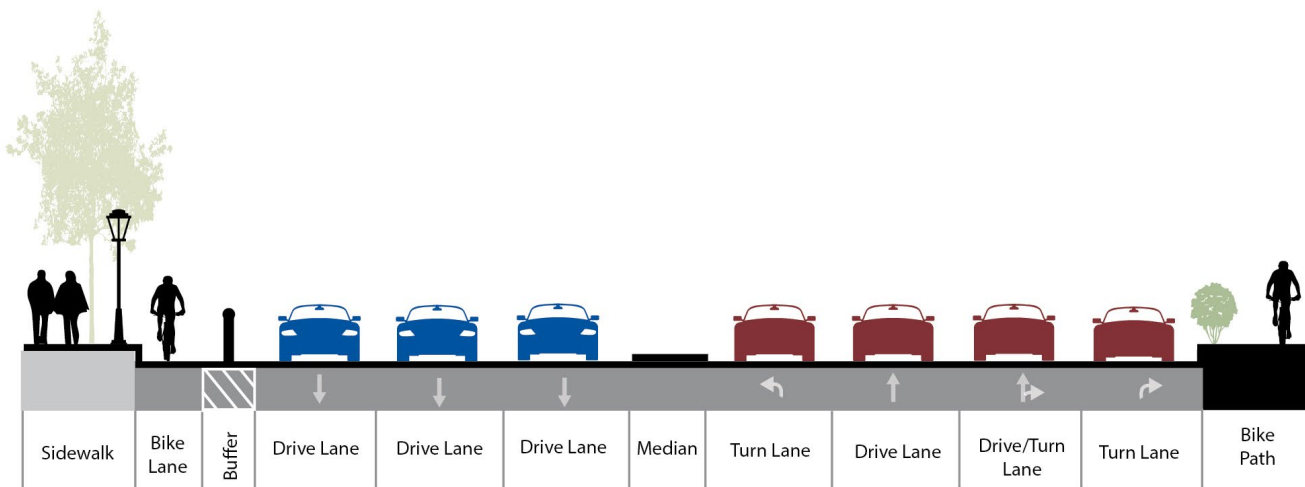 Sidewalk
Bike
Lane
Buffer
Drive Lane
Drive Lane
Drive Lane
Median
Turn Lane
Drive Lane
Drive/Turn
Lane
Turn Lane
Bike
Path